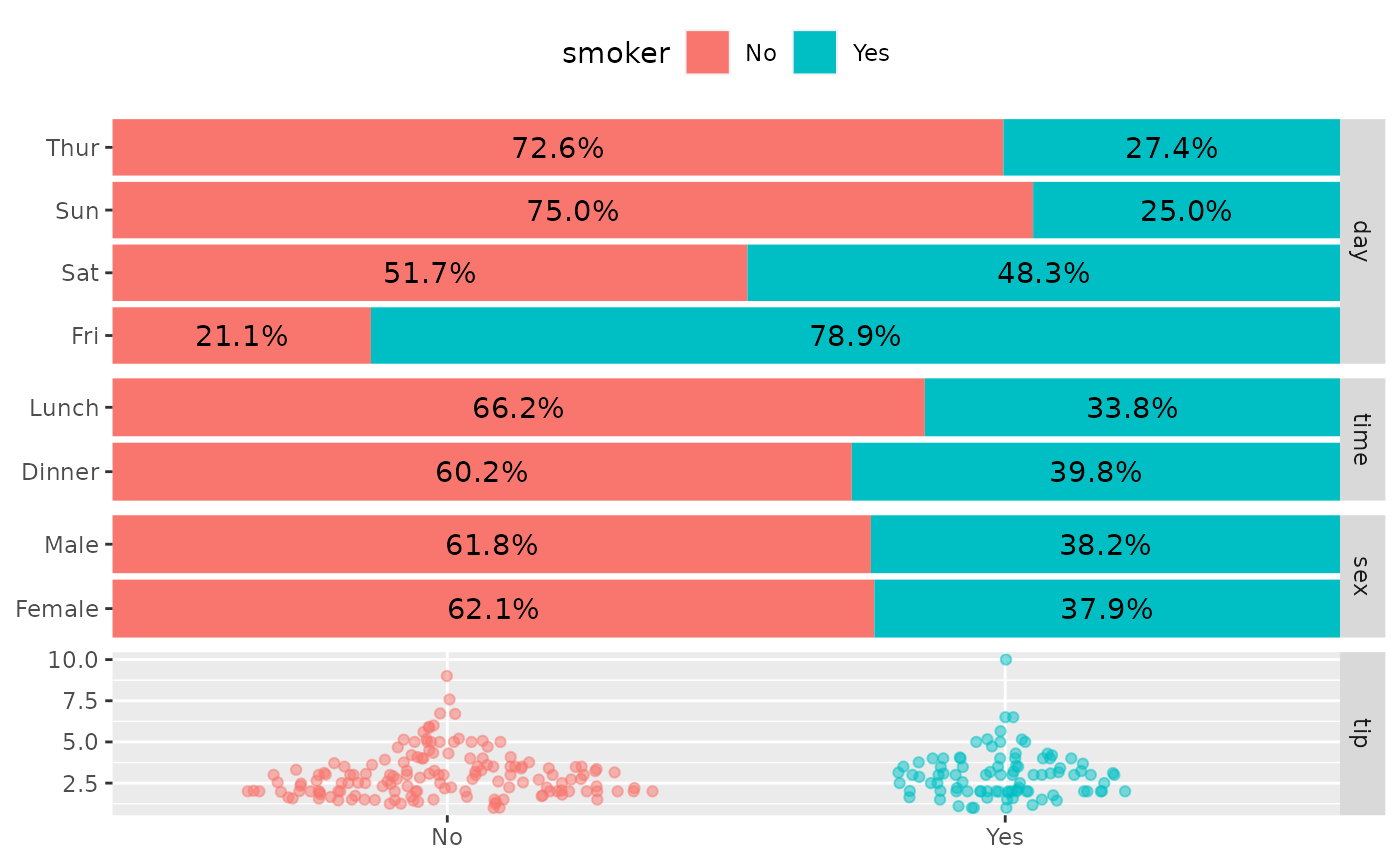 smoker No Yes
Thur 72.6% 27.4%
Sun 75.0% 25.0%
Sat 51.7% 48.3%
Fri 21.1% 78.9%
day
Lunch 66.2% 33.8%
Dinner 60.2% 39.8%
time
Male 61.8% 38.2%
Female 62.1% 37.9%
sex
10.0
7.5
5.0
2.5
tip
No Yes